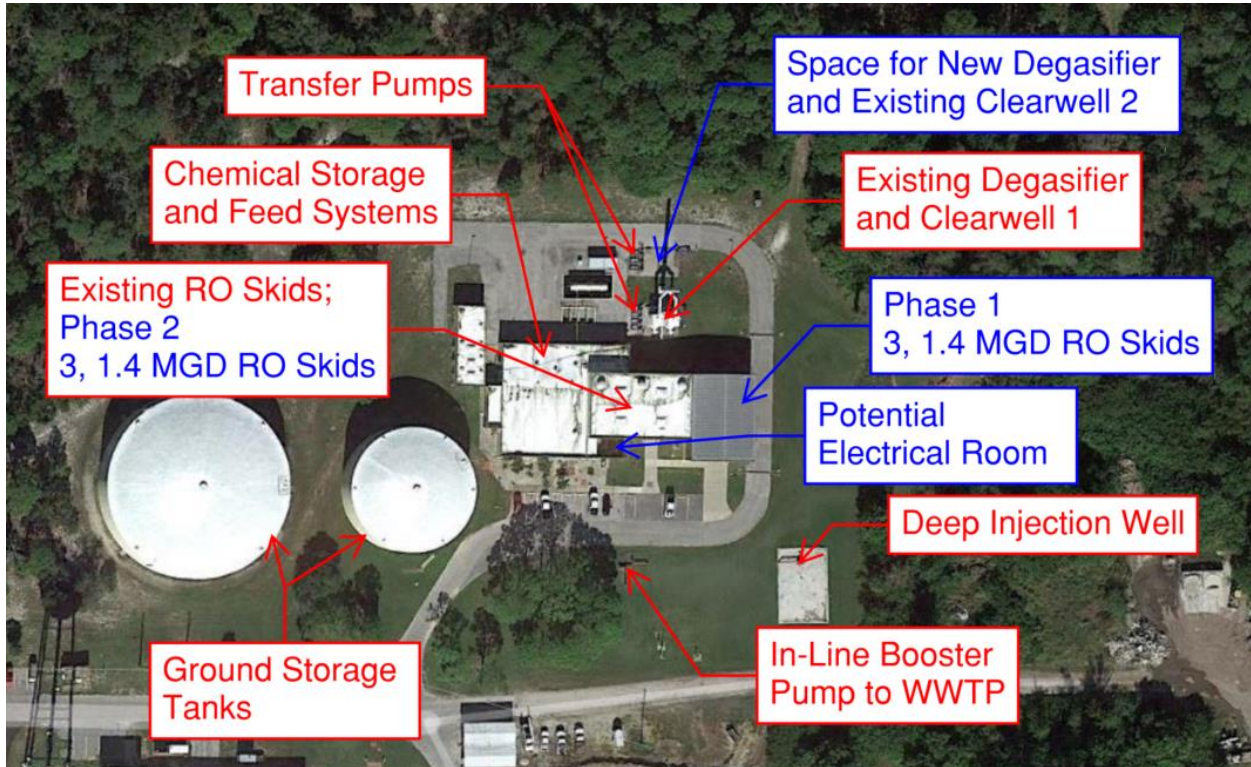 Transfer Pumps
Space for New Degasifier
and Existing Clearwell 2
Chemical Storage
and Feed Systems
Existing Degasifier
and Clearwell 1
Existing RO Skids;
Phase 2
3, 1.4 MGD RO Skids
Phase 1
3, 1.4 MGD RO Skids
Potential
Electrical Room
Deep Injection Well
Ground Storage
Tanks
In-Line Booster
Pump to WWTP